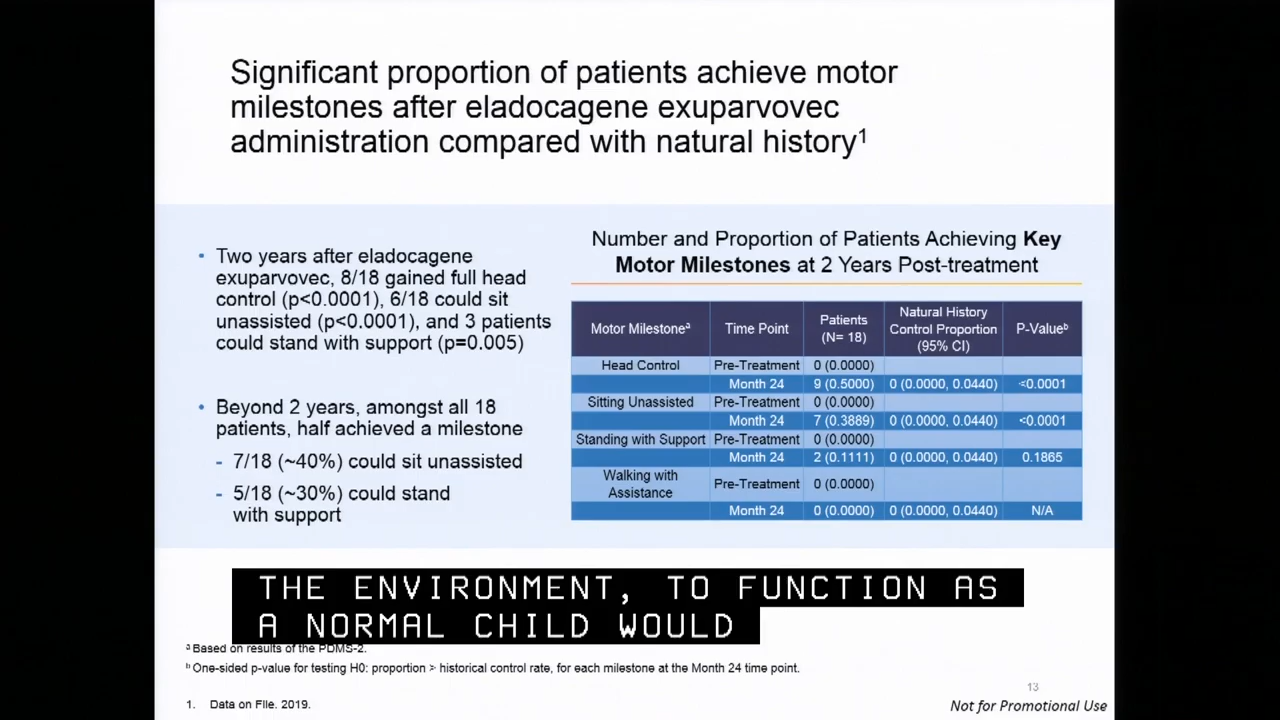 Significant proportion of patients achieve motor
milestones after eladocagene exuparvovec
administration compared with natural history¹
• Two years after eladocagene
exuparvovec, 8/18 gained full head
control (p<0.0001), 6/18 could sit
unassisted (p<0.0001), and 3 patients
could stand with support (p=0.005)
• Beyond 2 years, amongst all 18
patients, half achieved a milestone
- 7/18 (~40%) could sit unassisted
- 5/18 (~30%) could stand
with support
Number and Proportion of Patients Achieving Key
Motor Milestones at 2 Years Post-treatment
Motor Milestoneᵃ Time Point Patients (N= 18) Natural History Control Proportion (95% CI) P-Valueᵇ
Head Control Pre-Treatment 0 (0.0000)
Month 24 9 (0.5000) 0 (0.0000, 0.0440) <0.0001
Sitting Unassisted Pre-Treatment 0 (0.0000)
Month 24 7 (0.3889) 0 (0.0000, 0.0440) <0.0001
Standing with Support Pre-Treatment 0 (0.0000)
Month 24 2 (0.1111) 0 (0.0000, 0.0440) 0.1865
Walking with Assistance Pre-Treatment 0 (0.0000)
Month 24 0 (0.0000) 0 (0.0000, 0.0440) N/A
THE ENVIRONMENT, TO FUNCTION AS
A NORMAL CHILD WOULD
ᵃ Based on results of the PDMS-2.
ᵇ One-sided p-value for testing H0: proportion > historical control rate, for each milestone at the Month 24 time point.
1. Data on File. 2019.
13
Not for Promotional Use